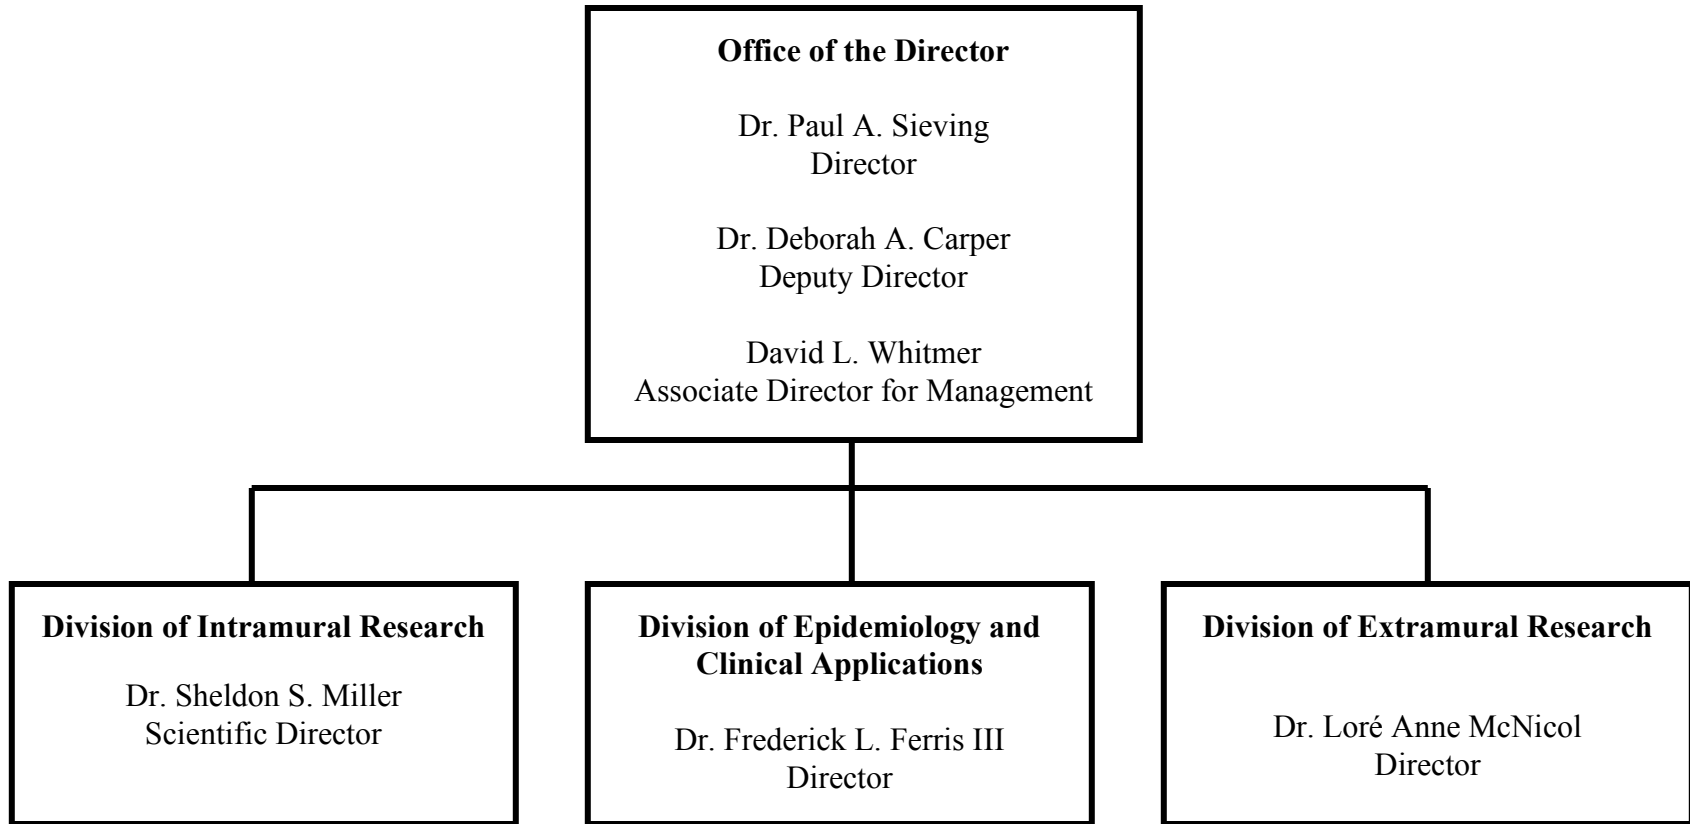 Office of the Director
Dr. Paul A. Sieving
Director
Dr. Deborah A. Carper
Deputy Director
David L. Whitmer
Associate Director for Management
Division of Intramural Research
Dr. Sheldon S. Miller
Scientific Director
Division of Epidemiology and
Clinical Applications
Dr. Frederick L. Ferris III
Director
Division of Extramural Research
Dr. Loré Anne McNicol
Director